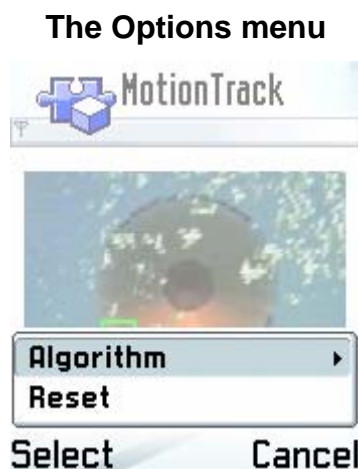 The Options menu
MotionTrack
Algorithm
Reset
Select Cancel